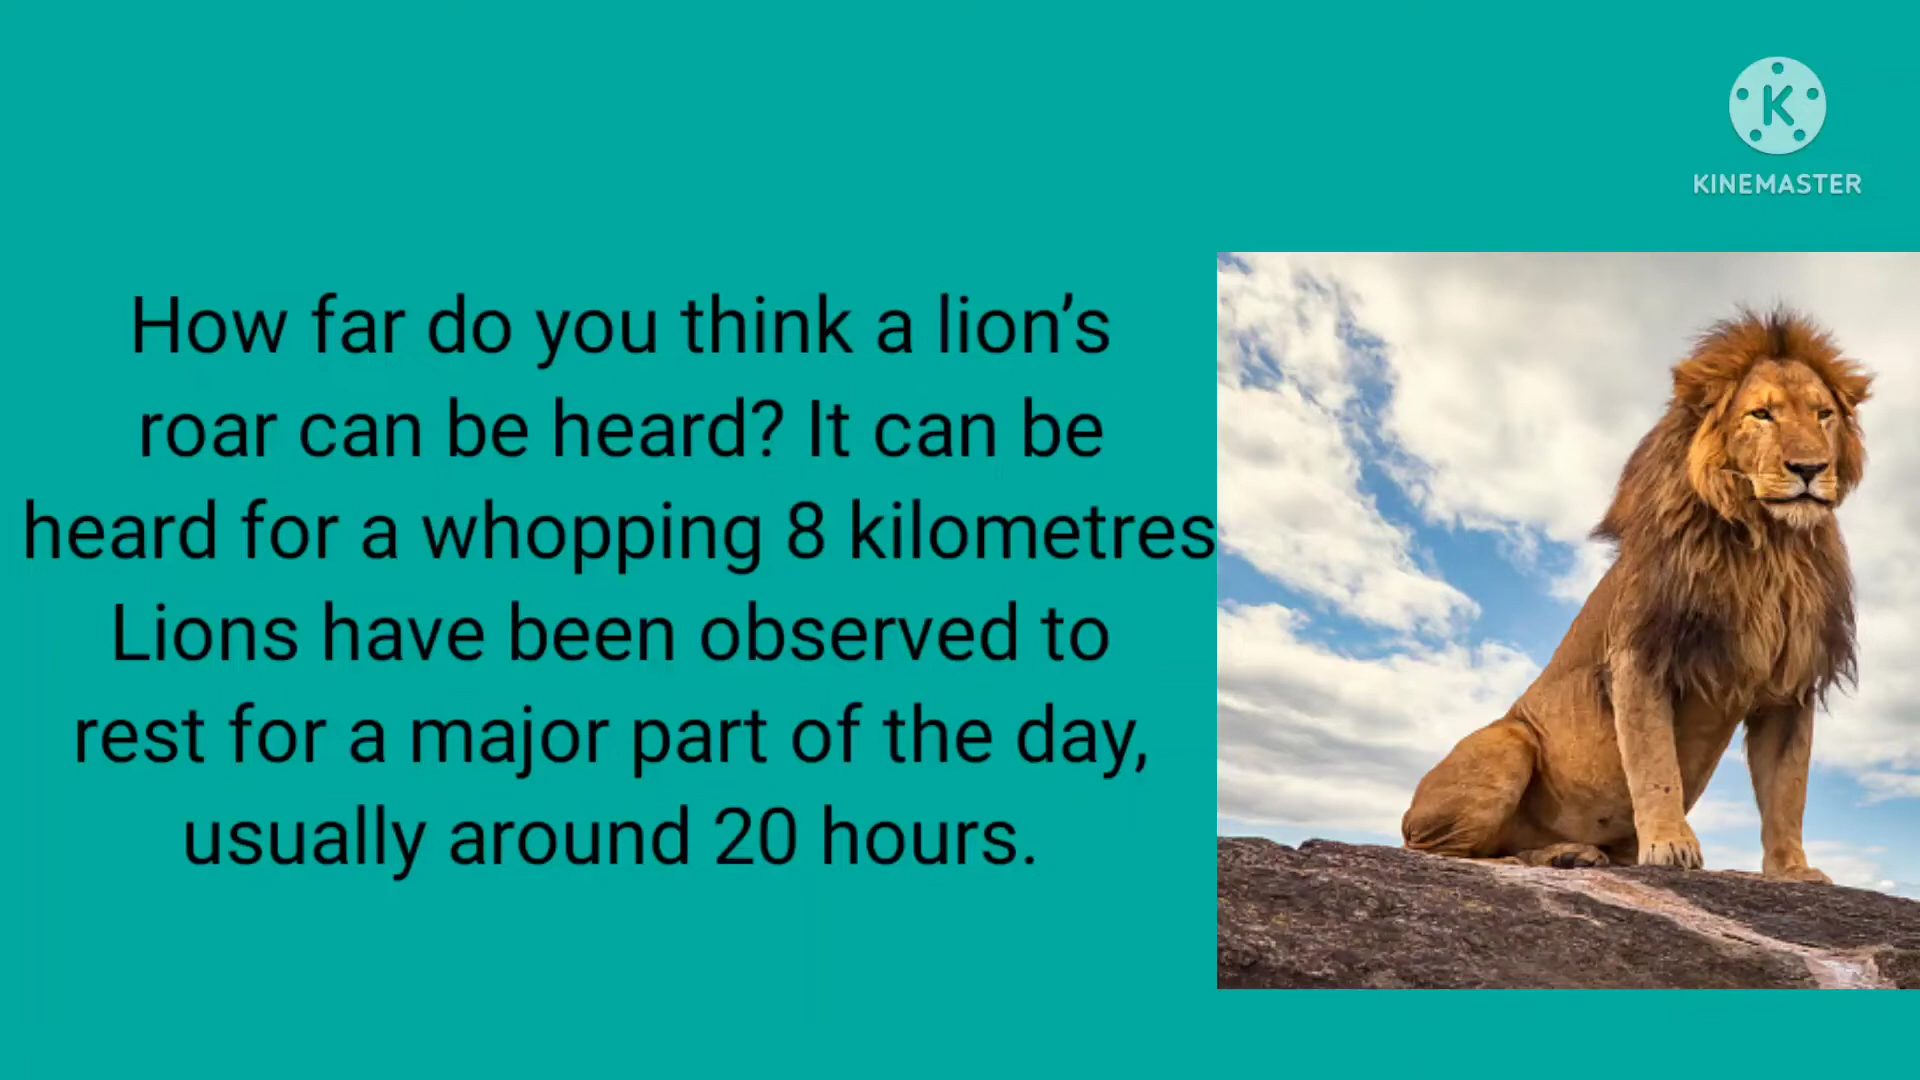 KINEMASTER
How far do you think a lion’s
roar can be heard? It can be
heard for a whopping 8 kilometres
Lions have been observed to
rest for a major part of the day,
usually around 20 hours.